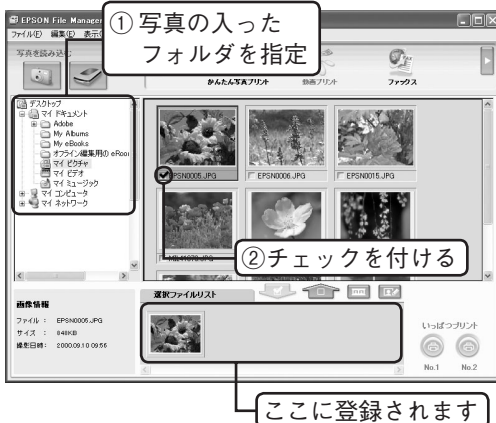 EPSON File Manager
① 写真の入った
フォルダを指定
ファイル(F) 編集(E)
写真を読み込む
かんたん写真プリント
動画プリント
ファックス
デスクトップ
マイ ドキュメント
Adobe
My Albums
My eBooks
オフライン編集用の eRoo
マイ ピクチャ
マイ ビデオ
マイ ミュージック
マイ コンピュータ
マイ ネットワーク
EPSN0005.JPG
EPSN0006.JPG
EPSN0015.JPG
②チェックを付ける
選択ファイルリスト
画像情報
ファイル : EPSN0005.JPG
サイズ : 848KB
撮影日時: 2000.09.10 09:56
いっぱつプリント
No.1 No.2
ここに登録されます